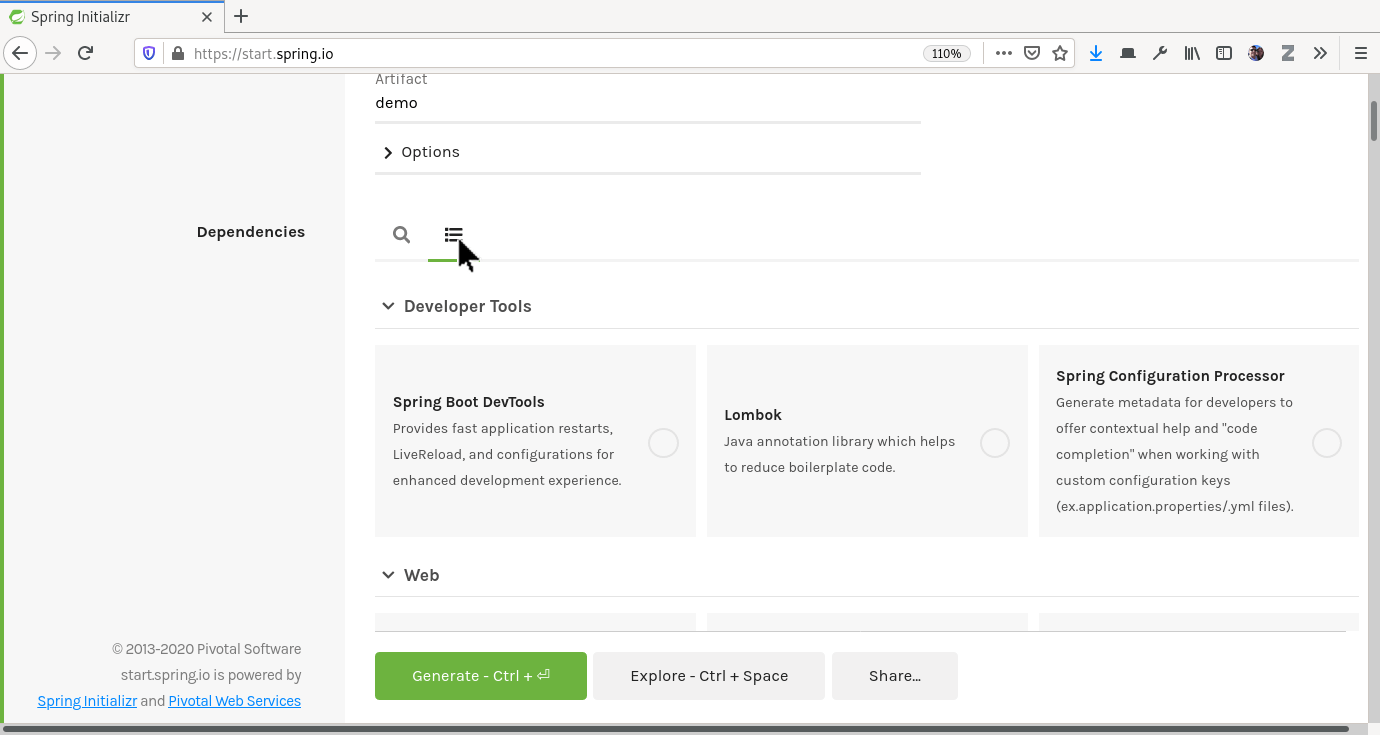 Spring Initializr
https://start.spring.io
110%
Artifact
demo
Options
Dependencies
Developer Tools
Spring Boot DevTools
Provides fast application restarts,
LiveReload, and configurations for
enhanced development experience.
Lombok
Java annotation library which helps
to reduce boilerplate code.
Spring Configuration Processor
Generate metadata for developers to
offer contextual help and "code
completion" when working with
custom configuration keys
(ex.application.properties/.yml files).
Web
© 2013-2020 Pivotal Software
start.spring.io is powered by
Spring Initializr and Pivotal Web Services
Generate - Ctrl + ⏎
Explore - Ctrl + Space
Share...